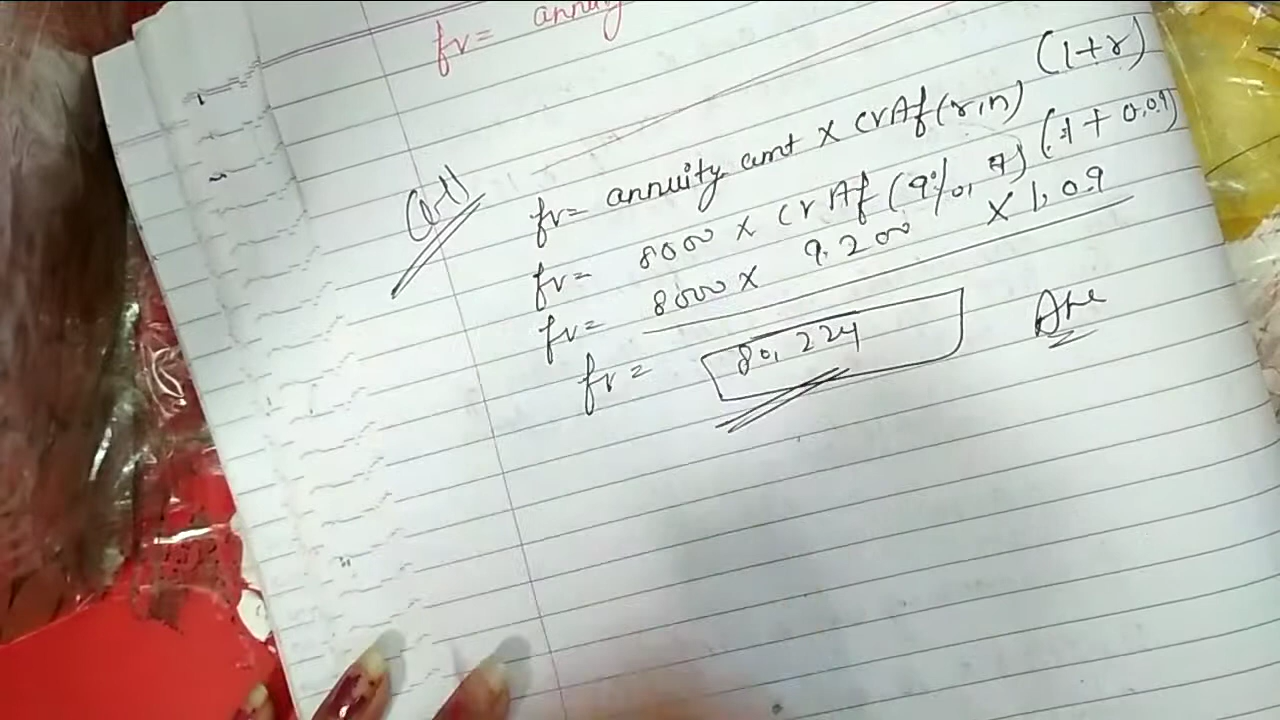 fv= annuity
Q-1) fv= annuity amt × CVAf(r,n) (1+r)
fv= 8000 × CVAf (9%, 7) (1+0.09)
fv= 8000 × 9.200 × 1.09
fv= 80,224 Ans